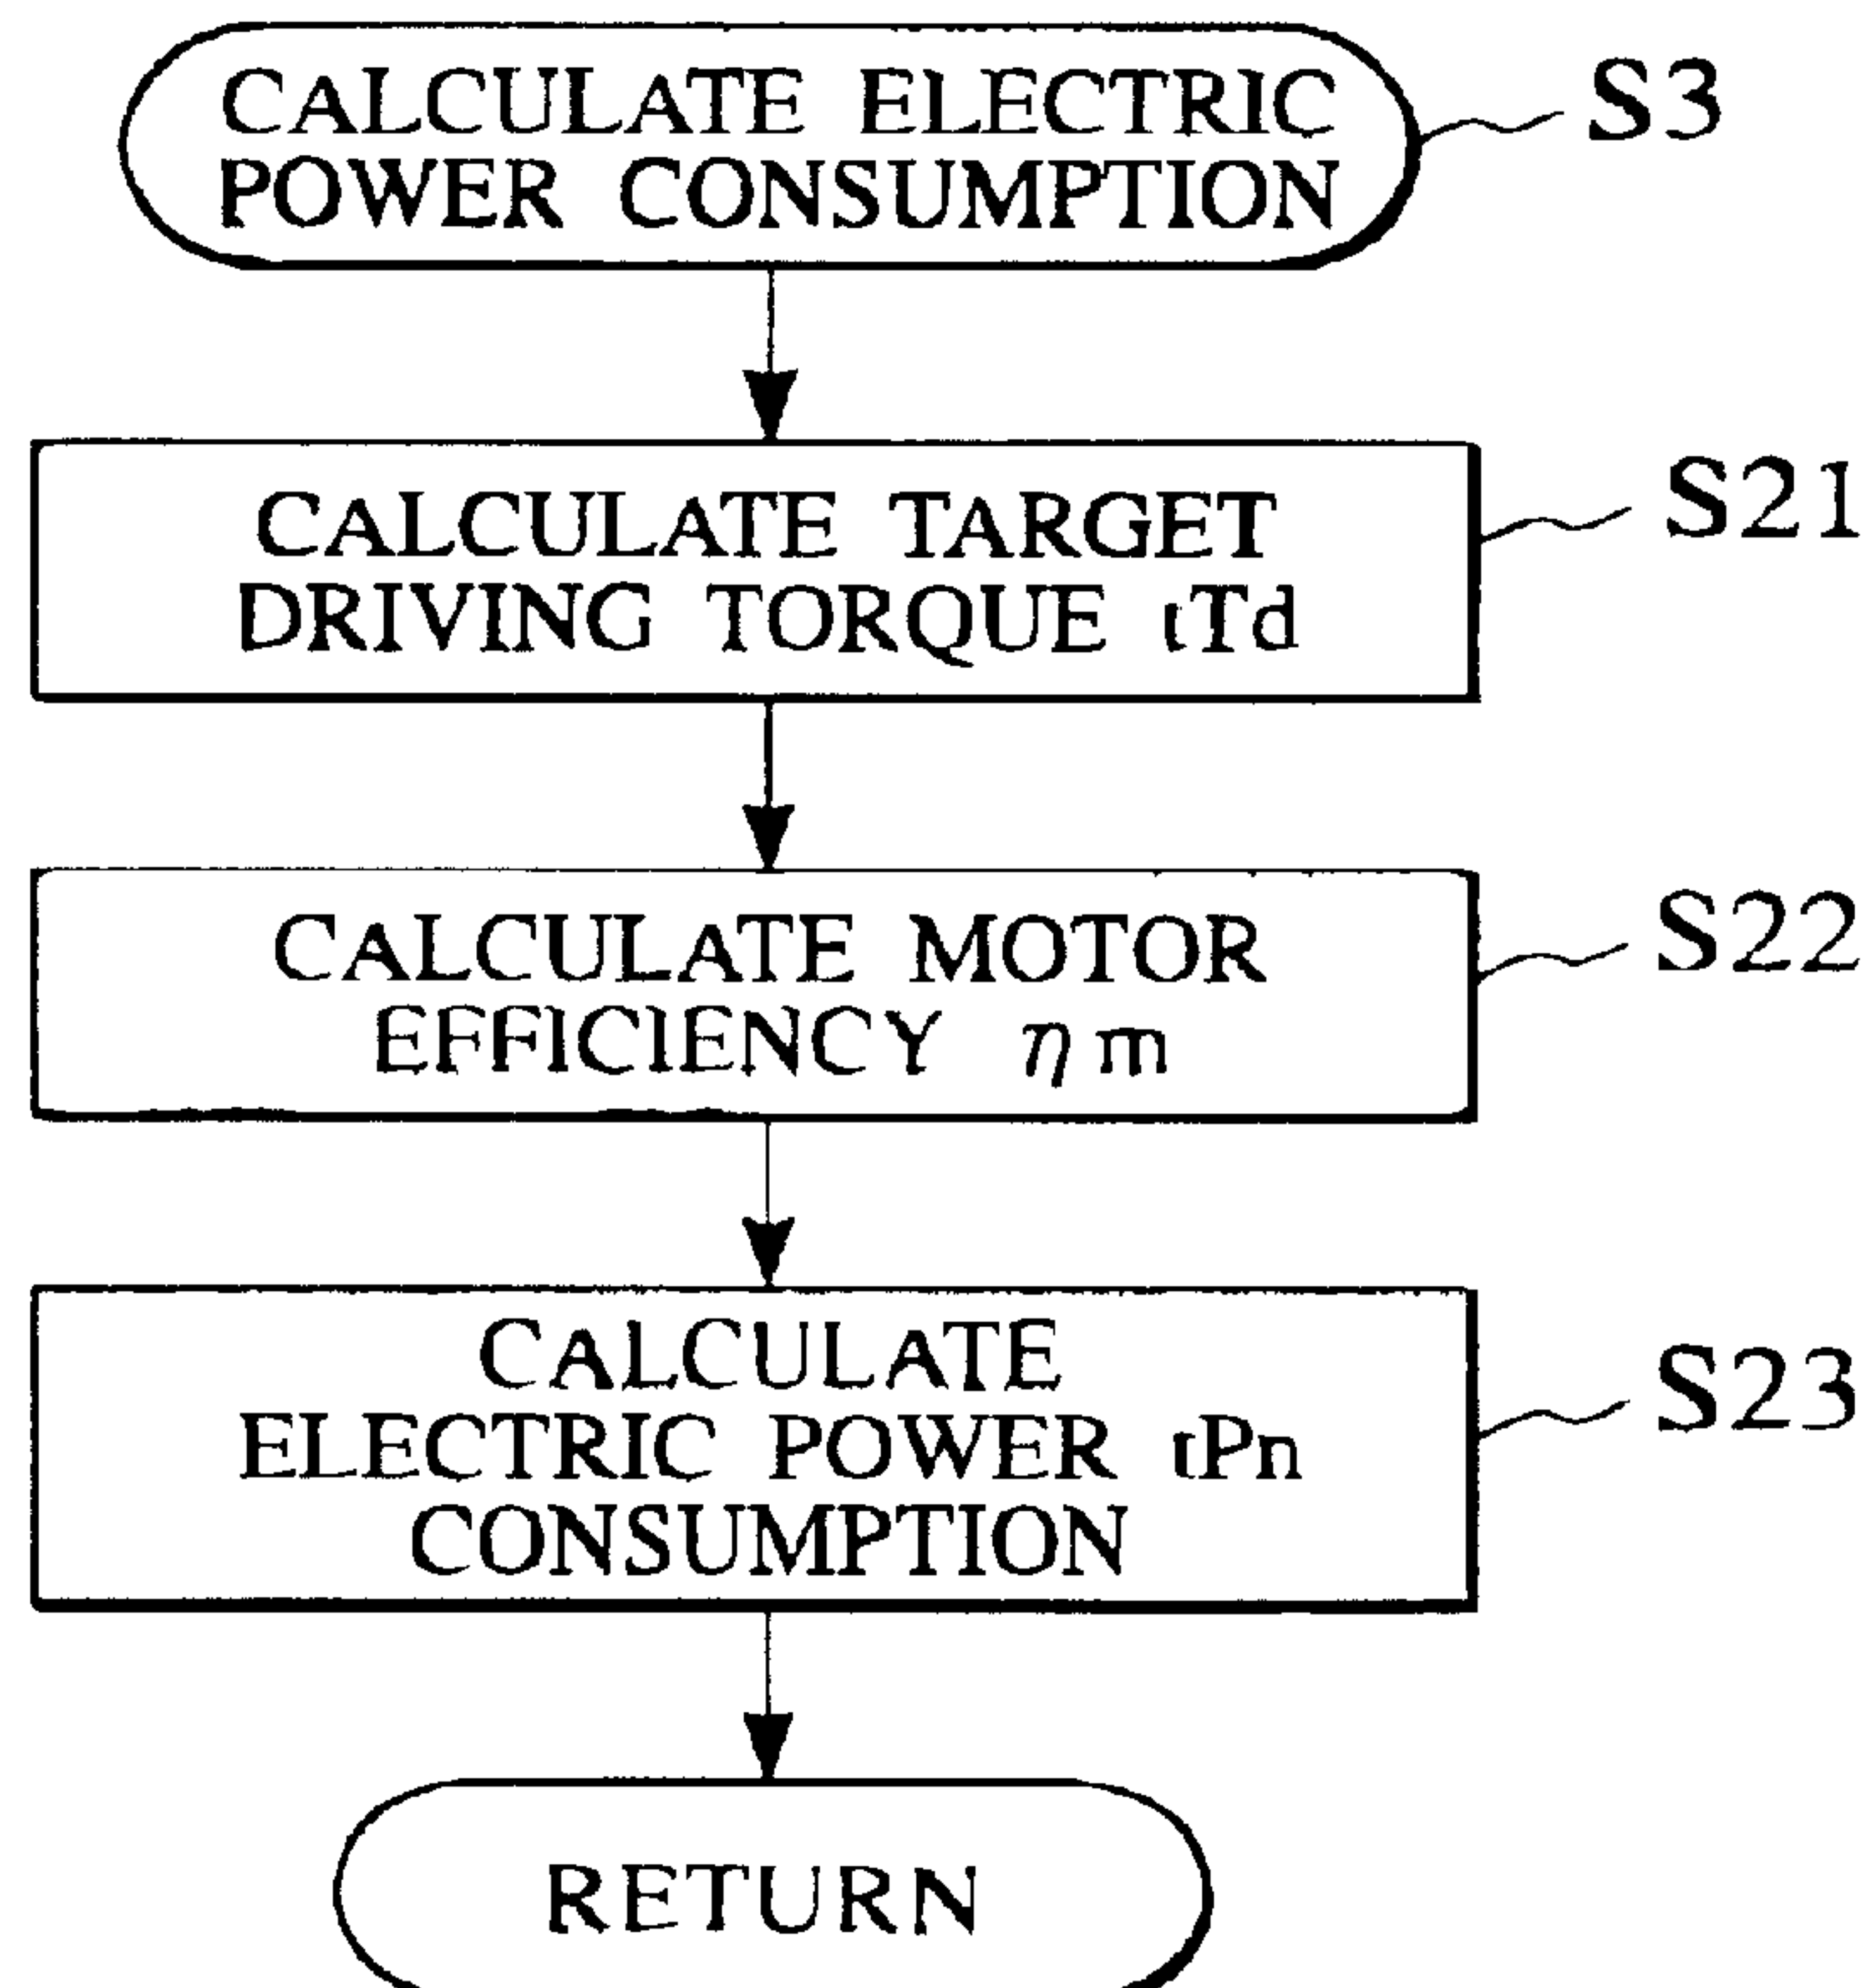 CALCULATE ELECTRIC
POWER CONSUMPTION
S3
CALCULATE TARGET
DRIVING TORQUE tTd
S21
CALCULATE MOTOR
EFFICIENCY ηm
S22
CALCULATE
ELECTRIC POWER tPn
CONSUMPTION
S23
RETURN